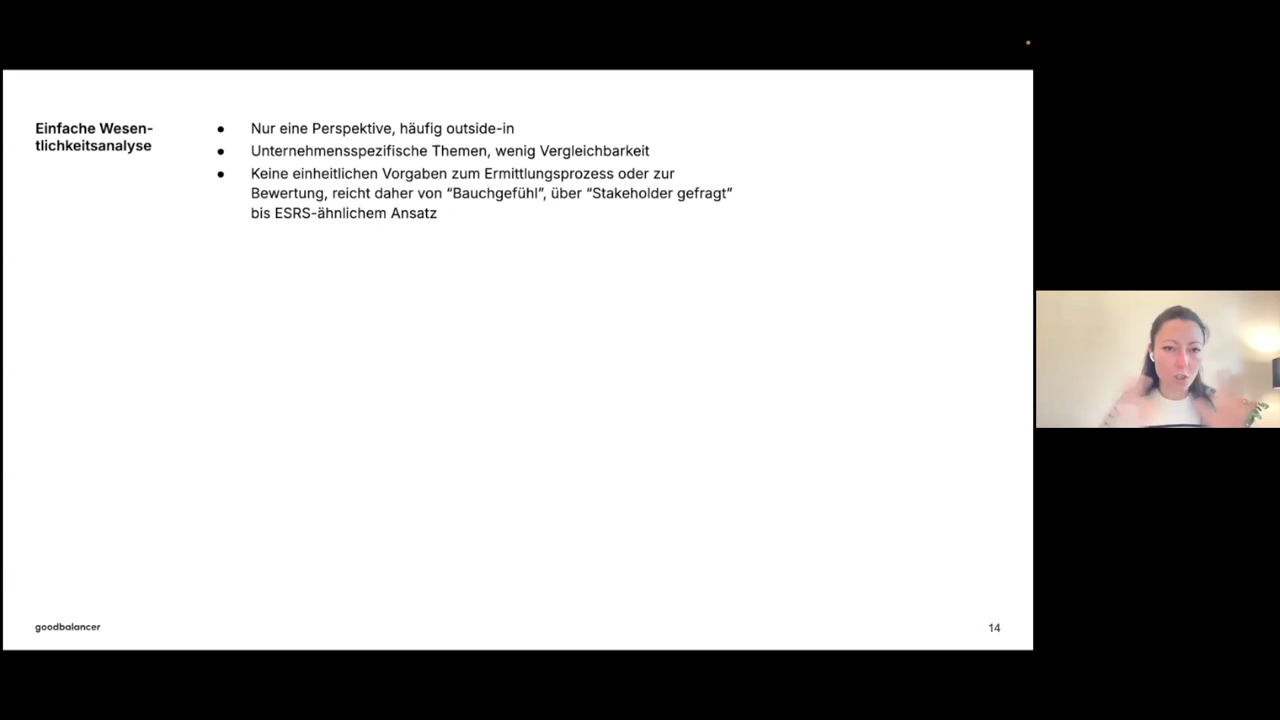 Einfache Wesen-
tlichkeitsanalyse
● Nur eine Perspektive, häufig outside-in
● Unternehmensspezifische Themen, wenig Vergleichbarkeit
● Keine einheitlichen Vorgaben zum Ermittlungsprozess oder zur
Bewertung, reicht daher von “Bauchgefühl”, über “Stakeholder gefragt”
bis ESRS-ähnlichem Ansatz
goodbalancer
14